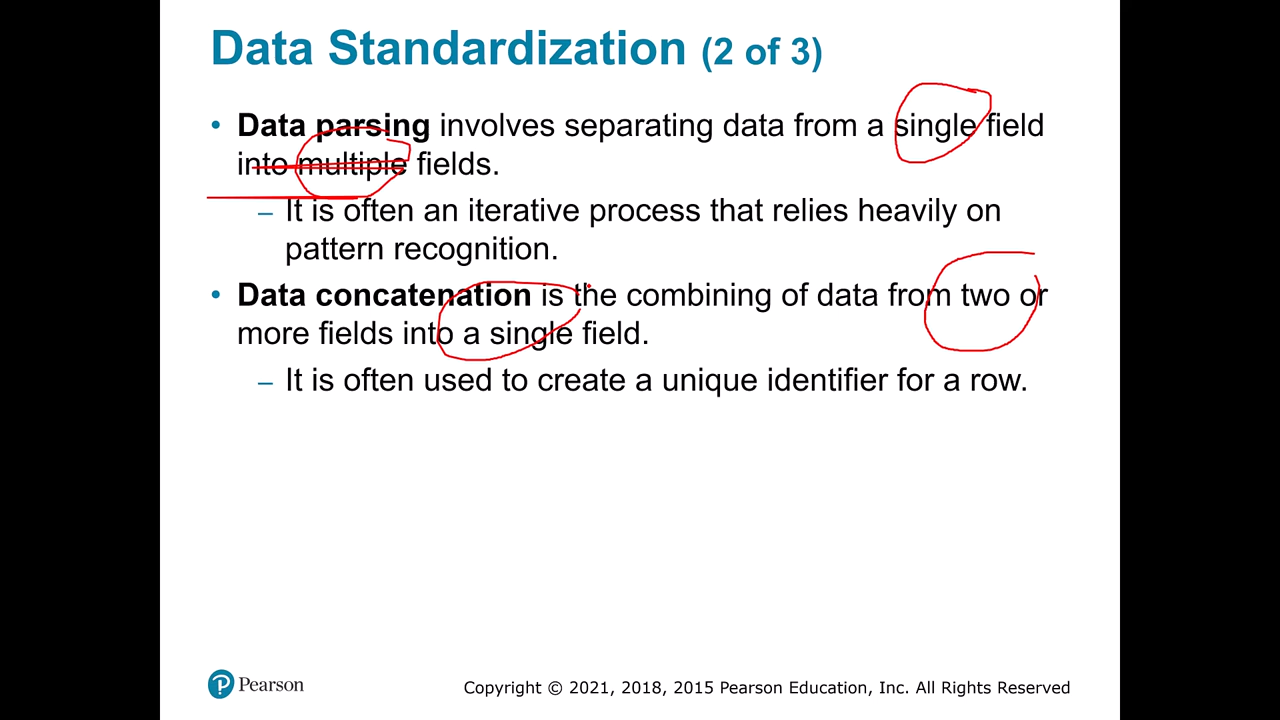 Data Standardization (2 of 3)
• Data parsing involves separating data from a single field
into multiple fields.
– It is often an iterative process that relies heavily on
pattern recognition.
• Data concatenation is the combining of data from two or
more fields into a single field.
– It is often used to create a unique identifier for a row.
Pearson
Copyright © 2021, 2018, 2015 Pearson Education, Inc. All Rights Reserved